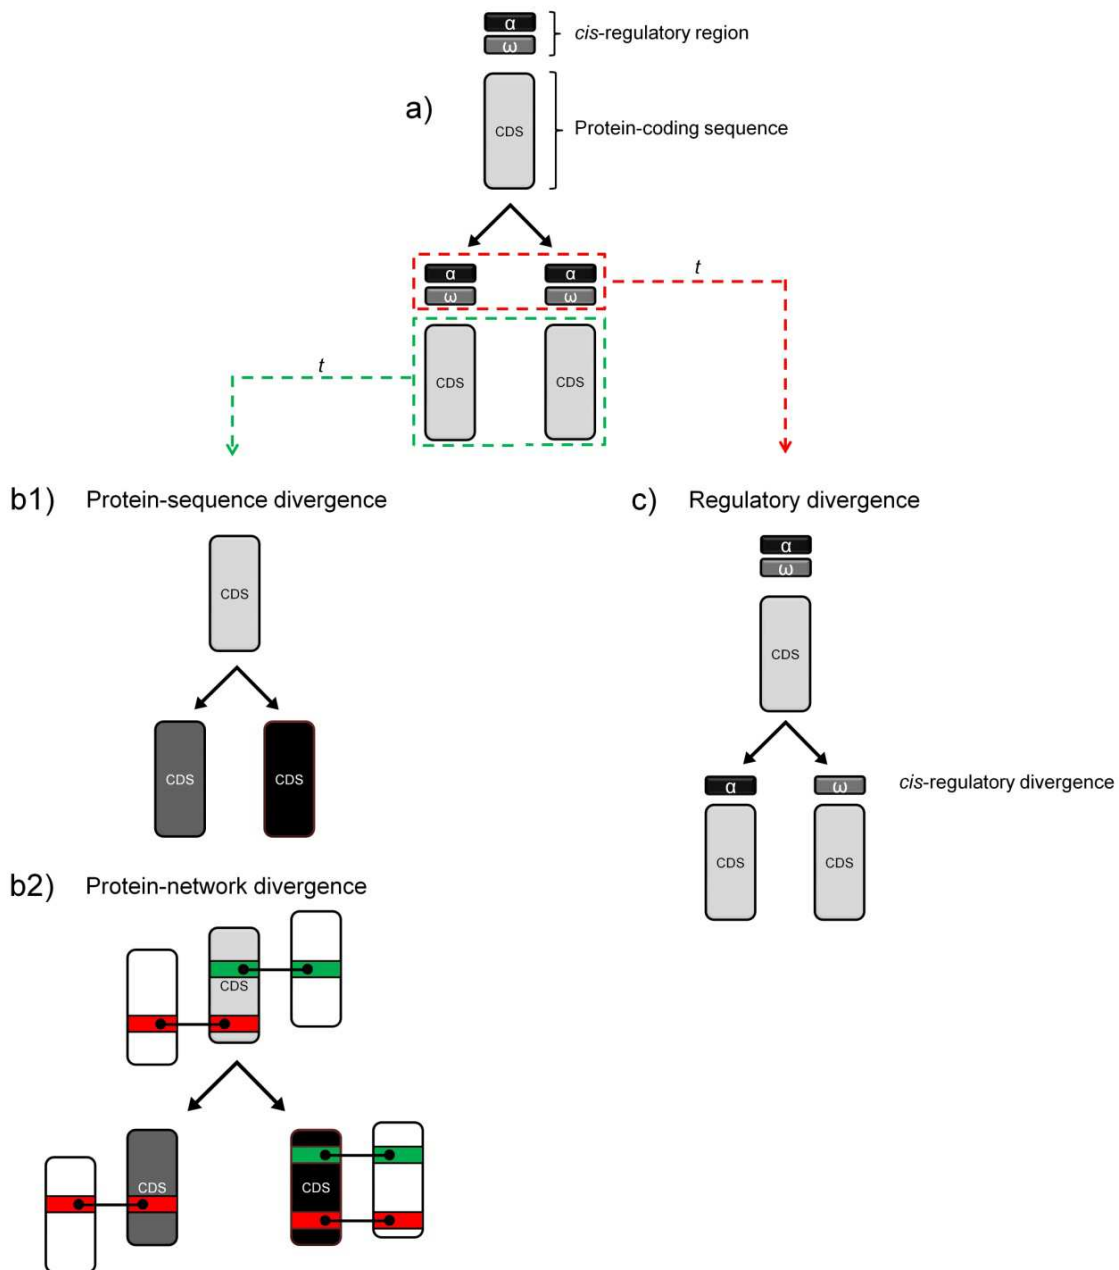 α
cis-regulatory region
ω
a)
CDS
Protein-coding sequence
α
α
t
ω
ω
t
CDS
CDS
b1) Protein-sequence divergence
c) Regulatory divergence
α
ω
CDS
CDS
CDS
CDS
α
ω
cis-regulatory divergence
CDS
CDS
b2) Protein-network divergence
CDS
CDS
CDS